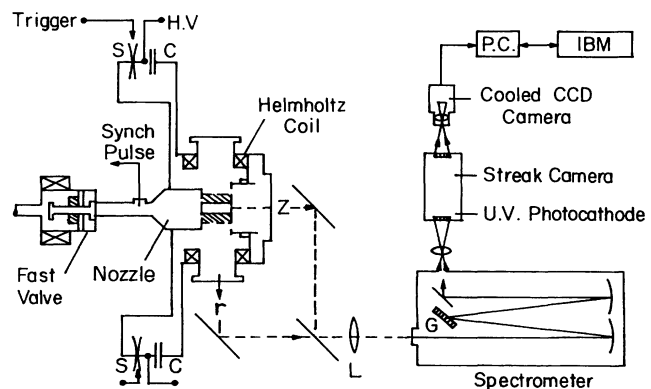 Trigger
H.V
S
C
P.C.
IBM
Cooled CCD
Camera
Helmholtz
Coil
Synch
Pulse
Streak Camera
U.V. Photocathode
Z
Nozzle
Fast
Valve
r
G
S
C
L
Spectrometer